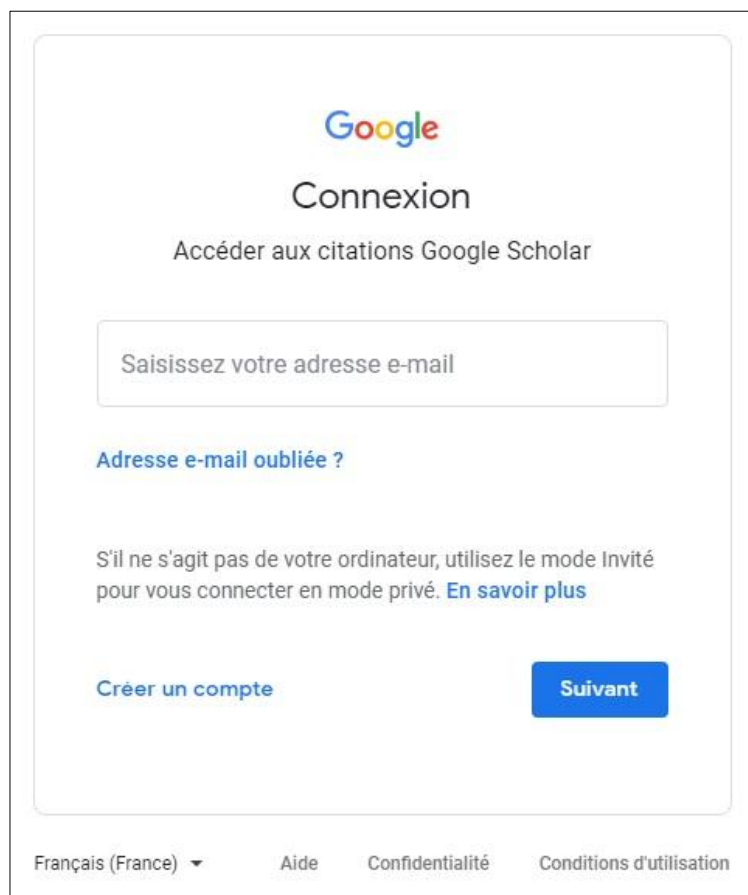 Google
Connexion
Accéder aux citations Google Scholar
Saisissez votre adresse e-mail
Adresse e-mail oubliée ?
S'il ne s'agit pas de votre ordinateur, utilisez le mode Invité
pour vous connecter en mode privé. En savoir plus
Créer un compte
Suivant
Français (France)
Aide
Confidentialité
Conditions d'utilisation